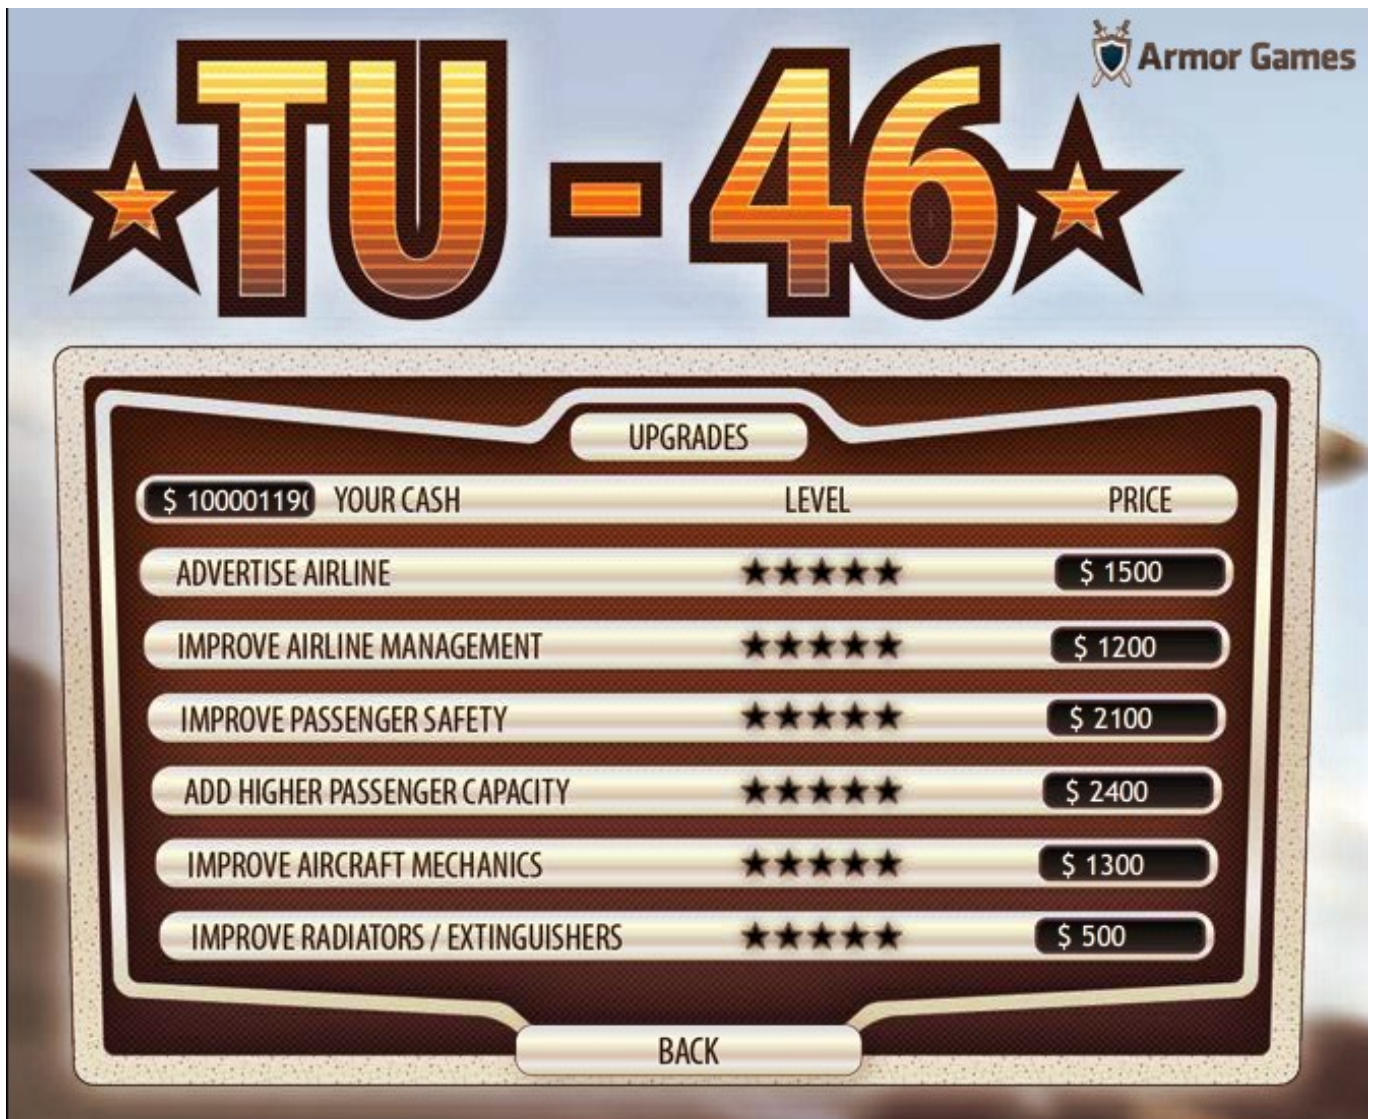 TU-46
Armor Games
UPGRADES
$ 100001190 YOUR CASH LEVEL PRICE
ADVERTISE AIRLINE $ 1500
IMPROVE AIRLINE MANAGEMENT $ 1200
IMPROVE PASSENGER SAFETY $ 2100
ADD HIGHER PASSENGER CAPACITY $ 2400
IMPROVE AIRCRAFT MECHANICS $ 1300
IMPROVE RADIATORS / EXTINGUISHERS $ 500
BACK